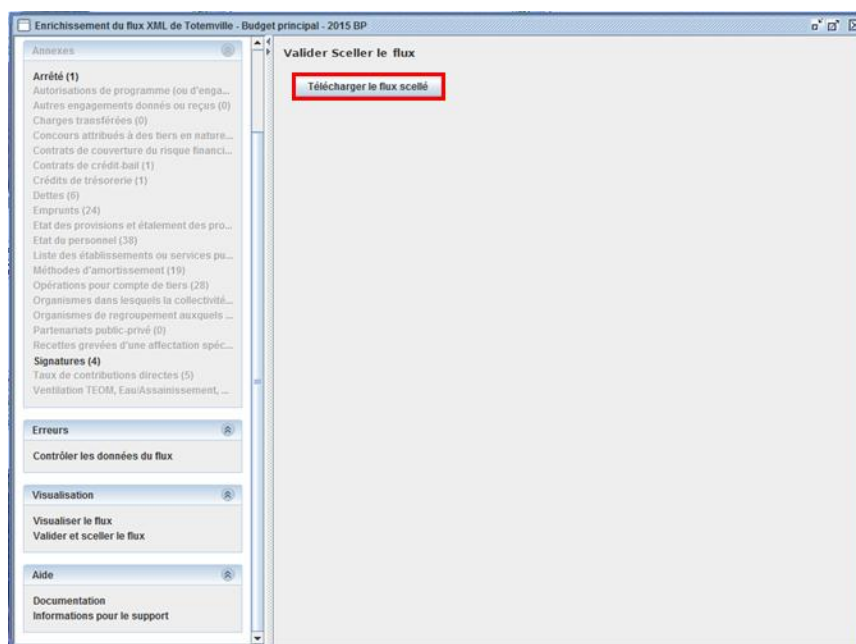 Enrichissement du flux XML de Totemville - Budget principal - 2015 BP
Annexes
Arrêté (1)
Autorisations de programme (ou d'enga...
Autres engagements donnés ou reçus (0)
Charges transférées (0)
Concours attribués à des tiers en nature...
Contrats de couverture du risque financi...
Contrats de crédit-bail (1)
Crédits de trésorerie (1)
Dettes (6)
Emprunts (24)
Etat des provisions et étalement des pro...
Etat du personnel (38)
Liste des établissements ou services pu...
Méthodes d'amortissement (19)
Opérations pour compte de tiers (28)
Organismes dans lesquels la collectivité...
Organismes de regroupement auxquels ...
Partenariats public-privé (0)
Recettes grevées d'une affectation spéc...
Signatures (4)
Taux de contributions directes (5)
Ventilation TEOM, Eau/Assainissement, ...
Erreurs
Contrôler les données du flux
Visualisation
Visualiser le flux
Valider et sceller le flux
Aide
Documentation
Informations pour le support
Valider Sceller le flux
Télécharger le flux scellé